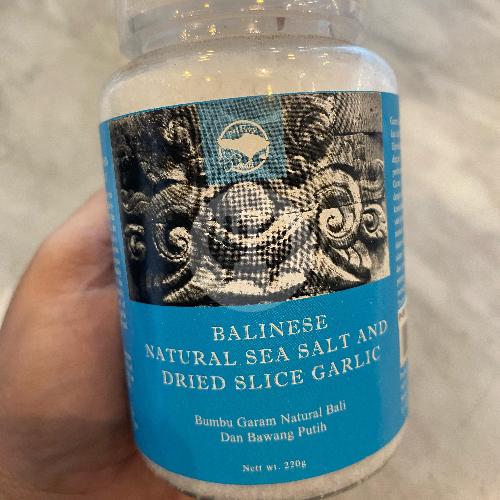 BALINESE
NATURAL SEA SALT AND
DRIED SLICE GARLIC
Bumbu Garam Natural Bali
Dan Bawang Putih
Nett wt. 220g